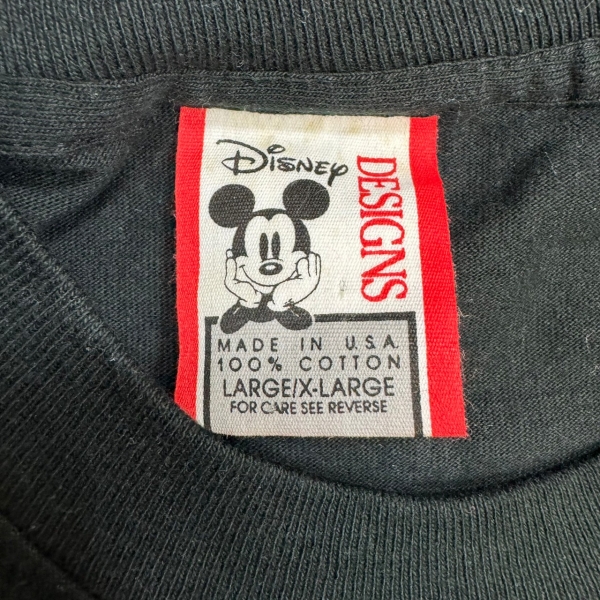 Disney
DESIGNS
MADE IN U.S.A.
100% COTTON
LARGE/X-LARGE
FOR CARE SEE REVERSE